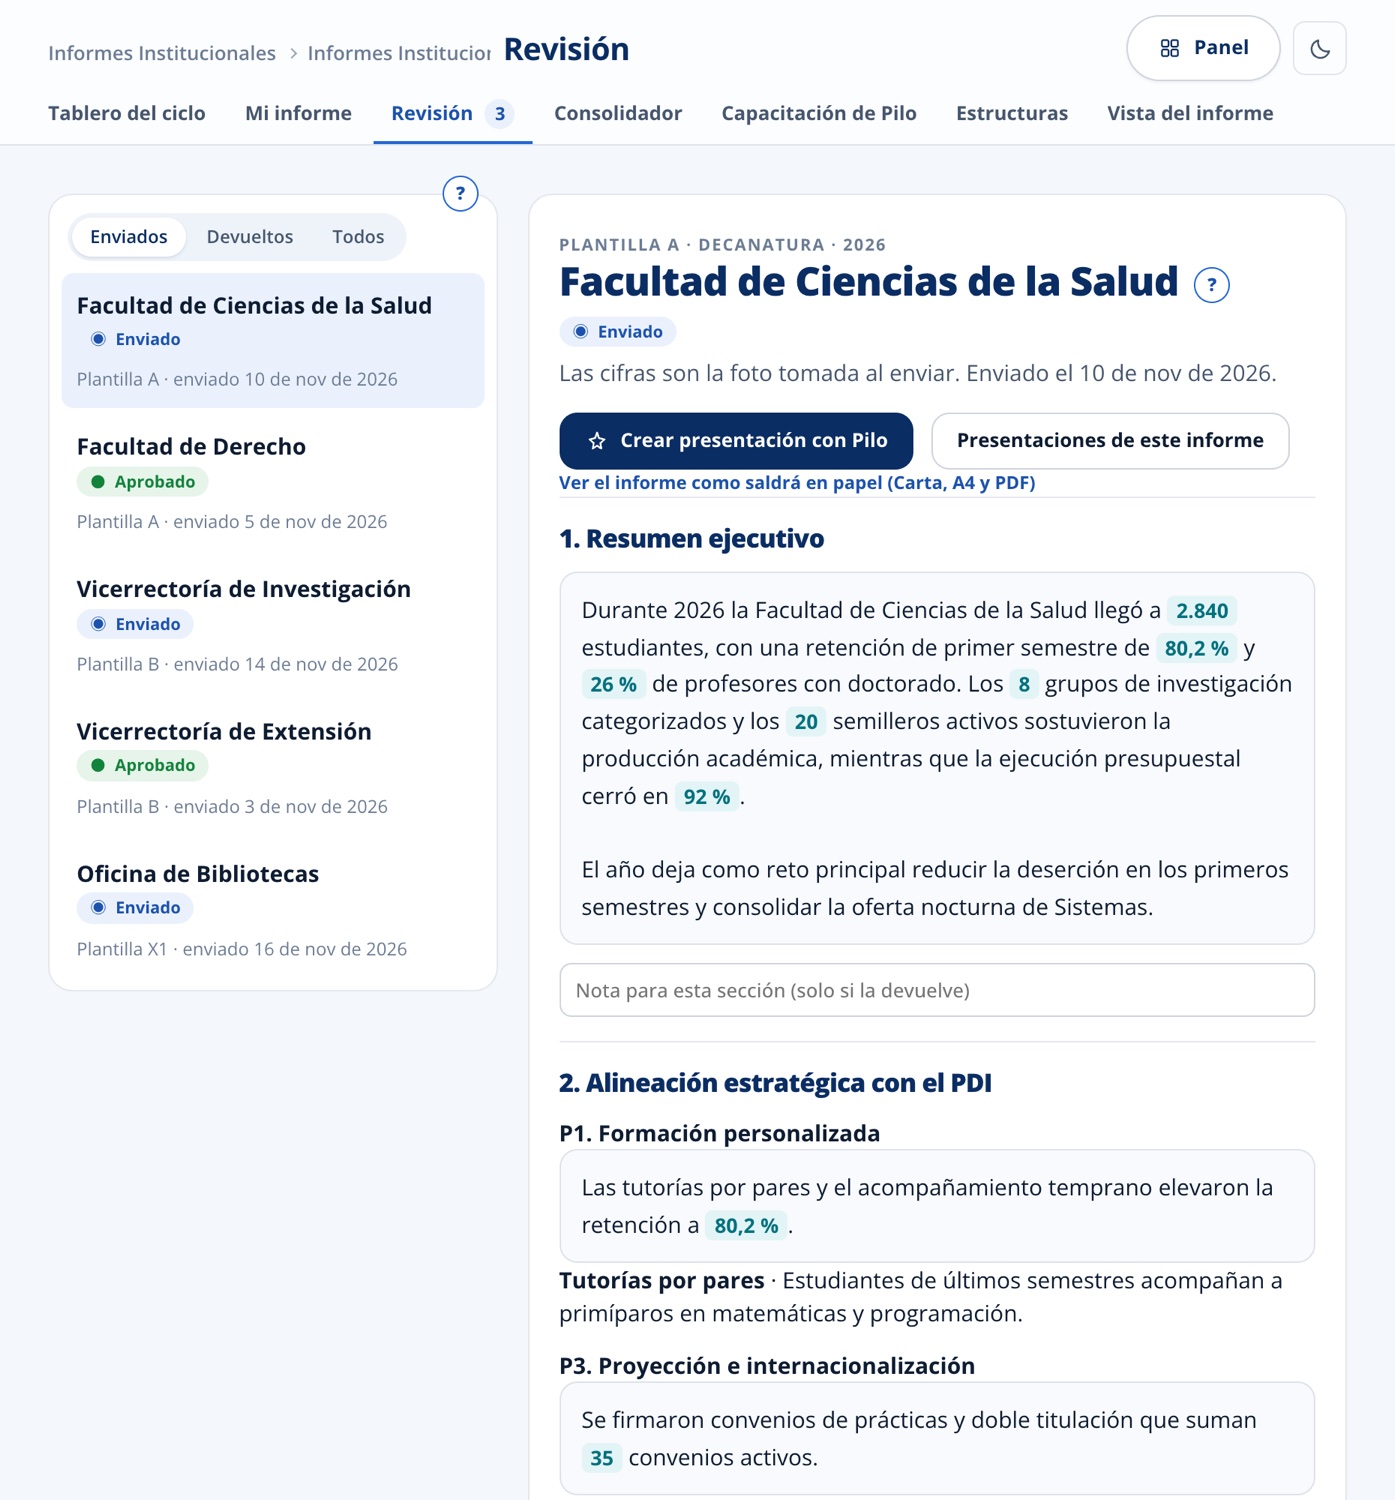 Informes Institucionales > Informes Institucior Revisión
Panel
Tablero del ciclo Mi informe Revisión 3 Consolidador Capacitación de Pilo Estructuras Vista del informe
?
Enviados Devueltos Todos
Facultad de Ciencias de la Salud
Enviado
Plantilla A · enviado 10 de nov de 2026
Facultad de Derecho
Aprobado
Plantilla A · enviado 5 de nov de 2026
Vicerrectoría de Investigación
Enviado
Plantilla B · enviado 14 de nov de 2026
Vicerrectoría de Extensión
Aprobado
Plantilla B · enviado 3 de nov de 2026
Oficina de Bibliotecas
Enviado
Plantilla X1 · enviado 16 de nov de 2026
PLANTILLA A · DECANATURA · 2026
Facultad de Ciencias de la Salud ?
Enviado
Las cifras son la foto tomada al enviar. Enviado el 10 de nov de 2026.
Crear presentación con Pilo Presentaciones de este informe
Ver el informe como saldrá en papel (Carta, A4 y PDF)
1. Resumen ejecutivo
Durante 2026 la Facultad de Ciencias de la Salud llegó a 2.840
estudiantes, con una retención de primer semestre de 80,2 % y
26 % de profesores con doctorado. Los 8 grupos de investigación
categorizados y los 20 semilleros activos sostuvieron la
producción académica, mientras que la ejecución presupuestal
cerró en 92 % .
El año deja como reto principal reducir la deserción en los primeros
semestres y consolidar la oferta nocturna de Sistemas.
Nota para esta sección (solo si la devuelve)
2. Alineación estratégica con el PDI
P1. Formación personalizada
Las tutorías por pares y el acompañamiento temprano elevaron la
retención a 80,2 % .
Tutorías por pares · Estudiantes de últimos semestres acompañan a
primíparos en matemáticas y programación.
P3. Proyección e internacionalización
Se firmaron convenios de prácticas y doble titulación que suman
35 convenios activos.